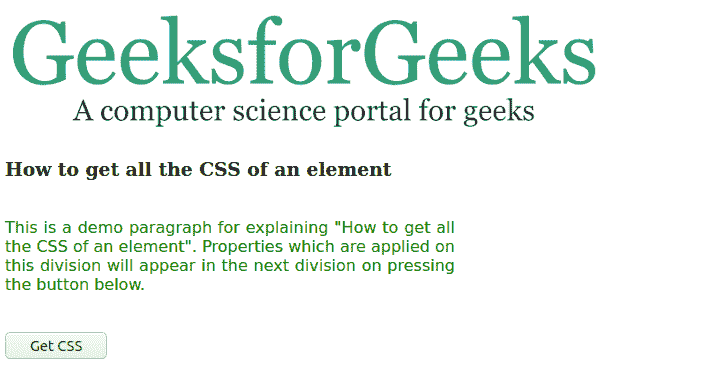 GeeksforGeeks
A computer science portal for geeks
How to get all the CSS of an element
This is a demo paragraph for explaining "How to get all
the CSS of an element". Properties which are applied on
this division will appear in the next division on pressing
the button below.
Get CSS